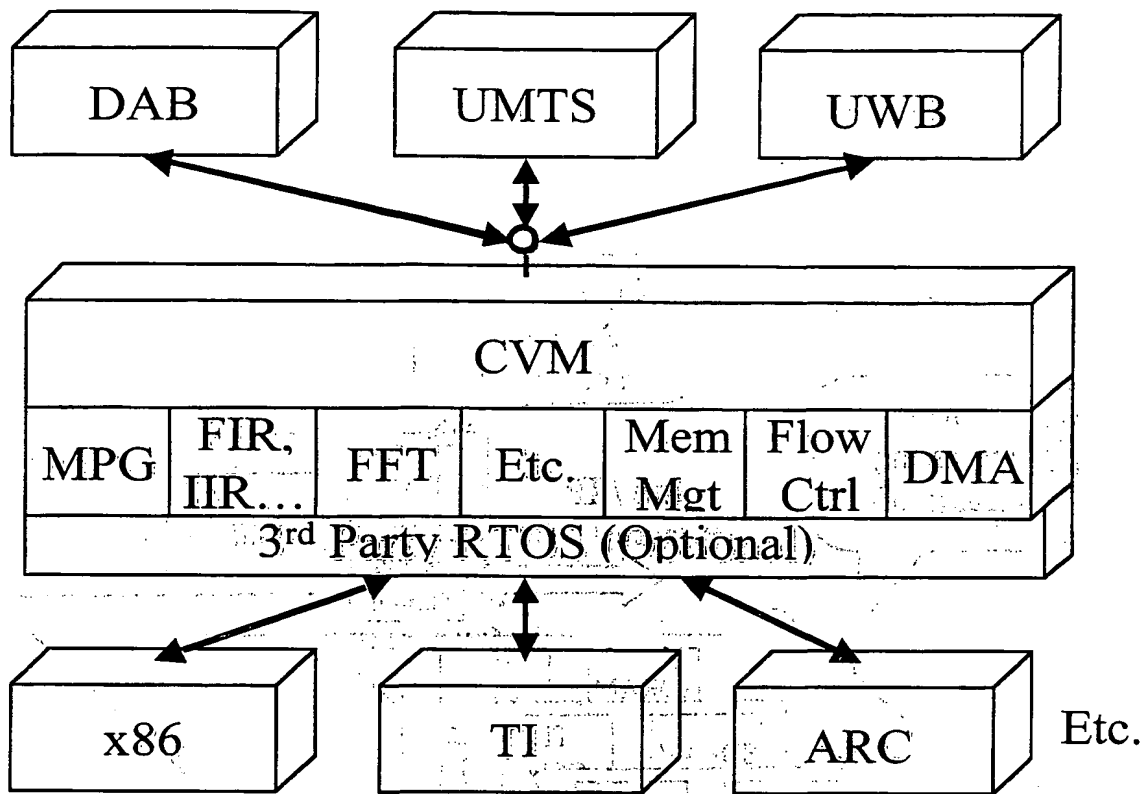 DAB
UMTS
UWB
CVM
MPG
FIR,
IIR...
FFT
Etc.
Mem
Mgt
Flow
Ctrl
DMA
3rd Party RTOS (Optional)
x86
TI
ARC
Etc.